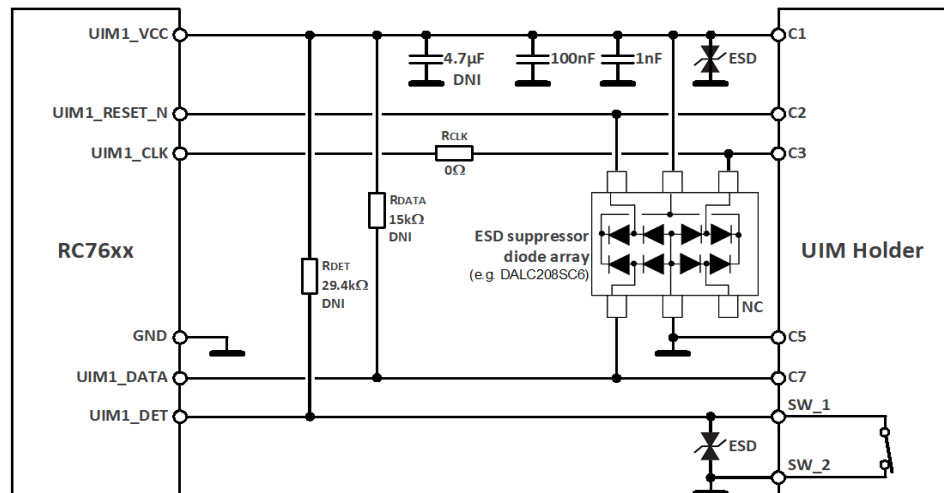 UIM1_VCC
C1
4.7µF
DNI
100nF
1nF
ESD
UIM1_RESET_N
C2
RCLK
UIM1_CLK
C3
0Ω
RDATA
15kΩ
DNI
ESD suppressor
diode array
(e.g. DALC208SC6)
RC76xx
UIM Holder
RDET
29.4kΩ
DNI
NC
GND
C5
UIM1_DATA
C7
UIM1_DET
SW_1
ESD
SW_2